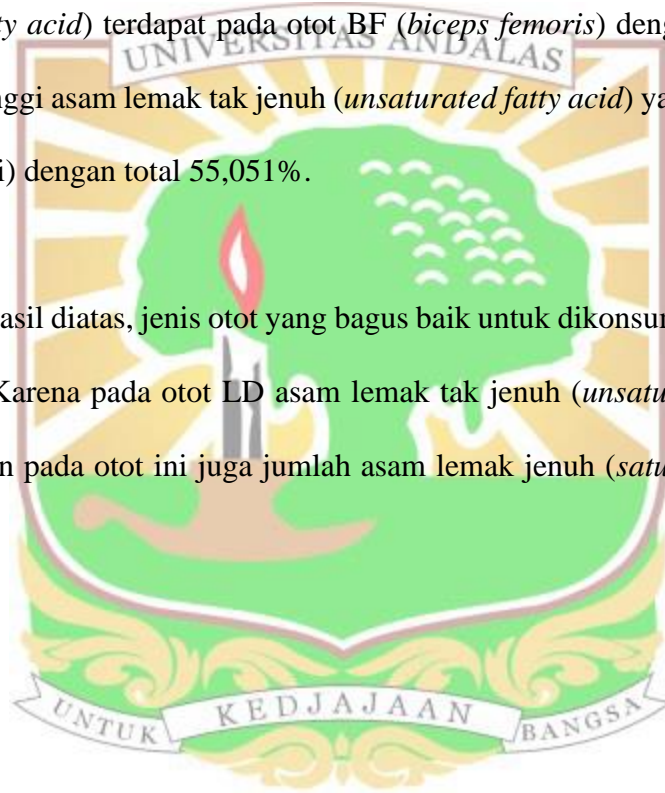 ty acid) terdapat pada otot BF (biceps femoris) deng
UNIVERSITAS ANDALAS
nggi asam lemak tak jenuh (unsaturated fatty acid) ya
i) dengan total 55,051%.
asil diatas, jenis otot yang bagus baik untuk dikonsur
Karena pada otot LD asam lemak tak jenuh (unsatu
n pada otot ini juga jumlah asam lemak jenuh (satu
UNTUK KEDJAJAAN BANGSA